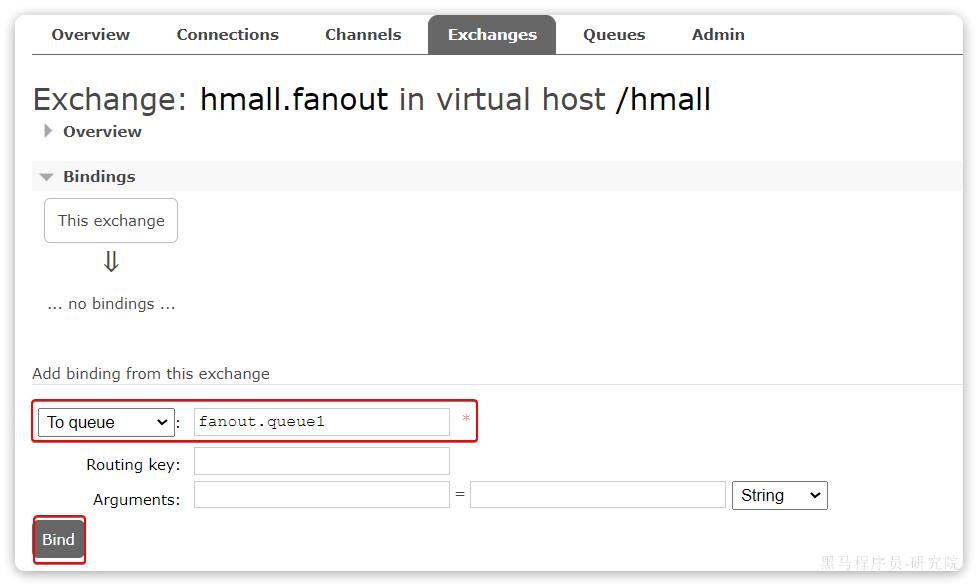 Overview Connections Channels Exchanges Queues Admin
Exchange: hmall.fanout in virtual host /hmall
Overview
Bindings
This exchange
⇓
... no bindings ...
Add binding from this exchange
To queue : fanout.queue1 *
Routing key:
Arguments: = String
Bind
黑马程序员-研究院